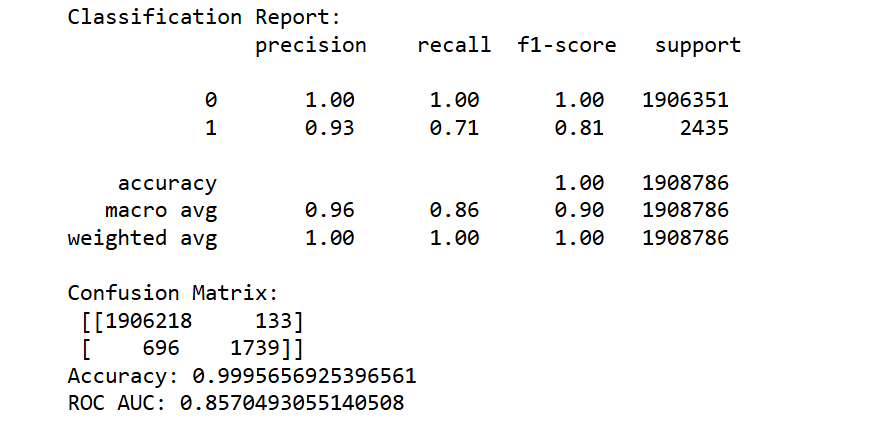 Classification Report:
              precision    recall  f1-score   support

           0       1.00      1.00      1.00   1906351
           1       0.93      0.71      0.81      2435

    accuracy                           1.00   1908786
   macro avg       0.96      0.86      0.90   1908786
weighted avg       1.00      1.00      1.00   1908786

Confusion Matrix:
 [[1906218     133]
 [    696    1739]]
Accuracy: 0.9995656925396561
ROC AUC: 0.8570493055140508